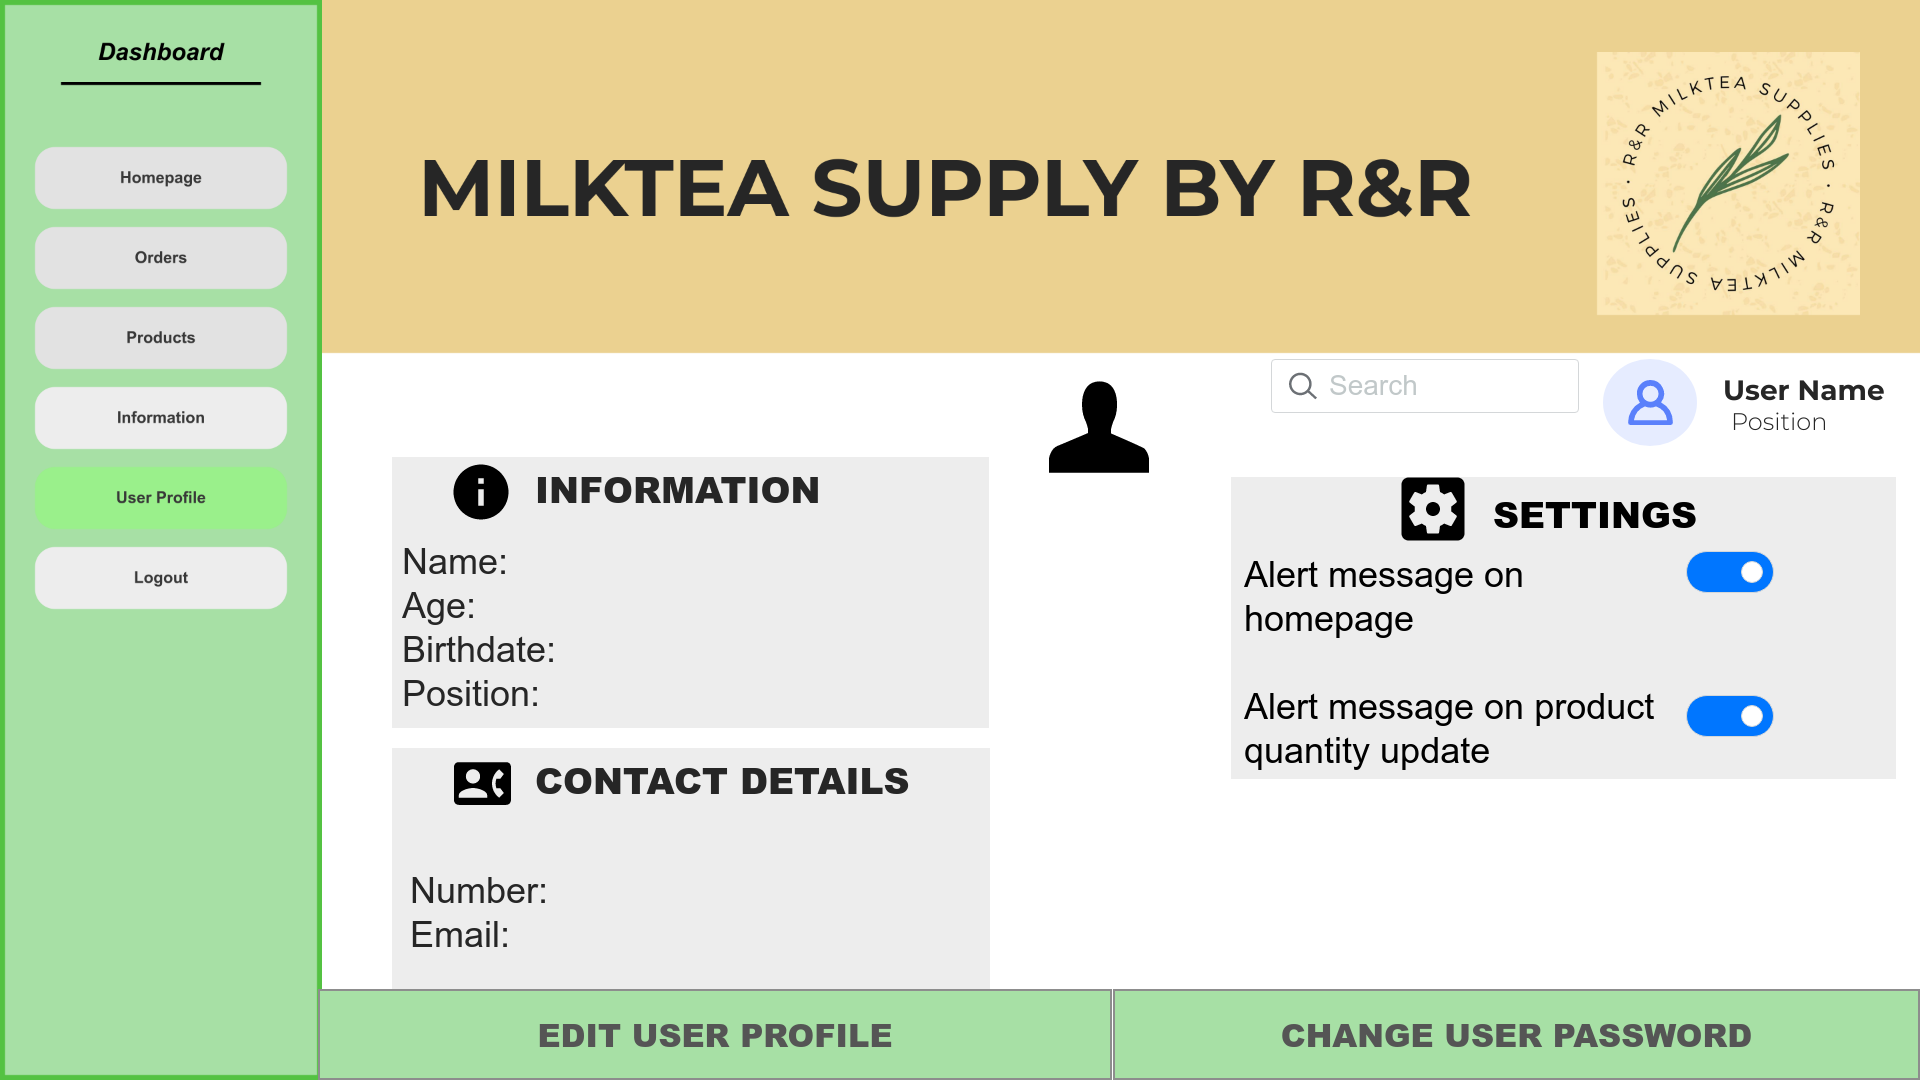 Dashboard
Homepage
Orders
Products
Information
User Profile
Logout
MILKTEA SUPPLY BY R&R
R&R MILKTEA SUPPLIES · R&R MILKTEA SUPPLIES ·
Search
User Name
Position
INFORMATION
Name:
Age:
Birthdate:
Position:
CONTACT DETAILS
Number:
Email:
SETTINGS
Alert message on
homepage
Alert message on product
quantity update
EDIT USER PROFILE
CHANGE USER PASSWORD